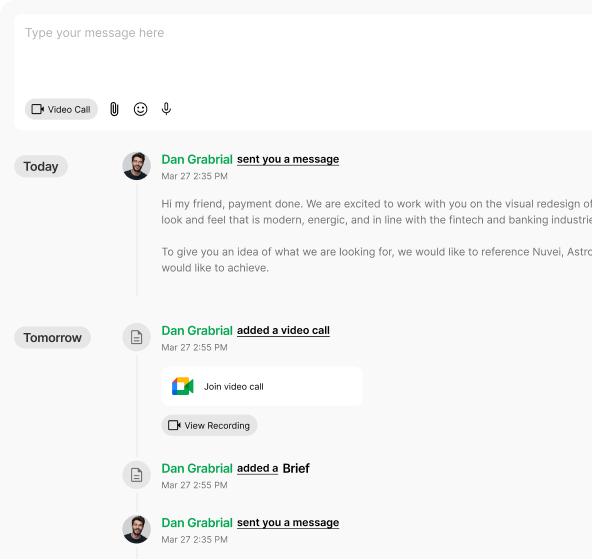 Type your message here
Video Call
Today
Dan Grabrial sent you a message
Mar 27 2:35 PM
Hi my friend, payment done. We are excited to work with you on the visual redesign of
look and feel that is modern, energic, and in line with the fintech and banking
To give you an idea of what we are looking for, we would like to reference Nuvei,
would like to achieve.
Tomorrow
Dan Grabrial added a video call
Mar 27 2:55 PM
Join video call
View Recording
Dan Grabrial added a Brief
Mar 27 2:55 PM
Dan Grabrial sent you a message
Mar 27 2:35 PM